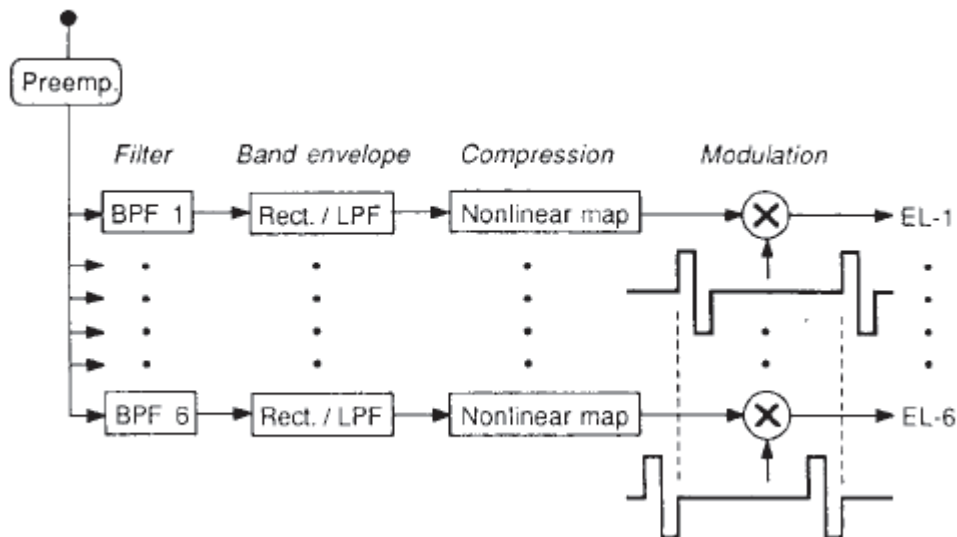 Preemp.
Filter Band envelope Compression Modulation
BPF 1 Rect. / LPF Nonlinear map EL-1
BPF 6 Rect. / LPF Nonlinear map EL-6